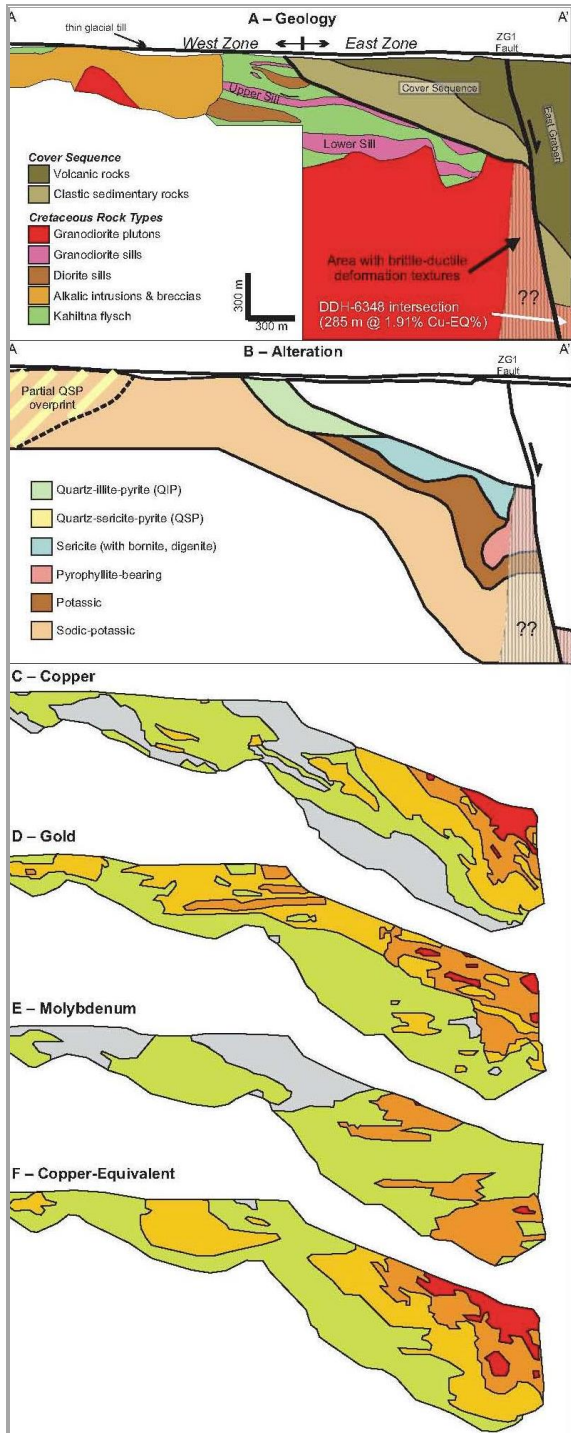 A
A – Geology
A'
thin glacial till
West Zone
East Zone
ZG1
Fault
Upper Sill
Cover Sequence
East Graben
Lower Sill
Cover Sequence
Volcanic rocks
Clastic sedimentary rocks
Cretaceous Rock Types
Granodiorite plutons
Granodiorite sills
Diorite sills
Alkalic intrusions & breccias
Kahiltna flysch
300 m
300 m
Area with brittle-ductile
deformation textures
??
DDH-6348 intersection
(285 m @ 1.91% Cu-EQ%)
A
B – Alteration
A'
ZG1
Fault
Partial QSP
overprint
Quartz-illite-pyrite (QIP)
Quartz-sericite-pyrite (QSP)
Sericite (with bornite, digenite)
Pyrophyllite-bearing
Potassic
Sodic-potassic
??
C – Copper
D – Gold
E – Molybdenum
F – Copper-Equivalent